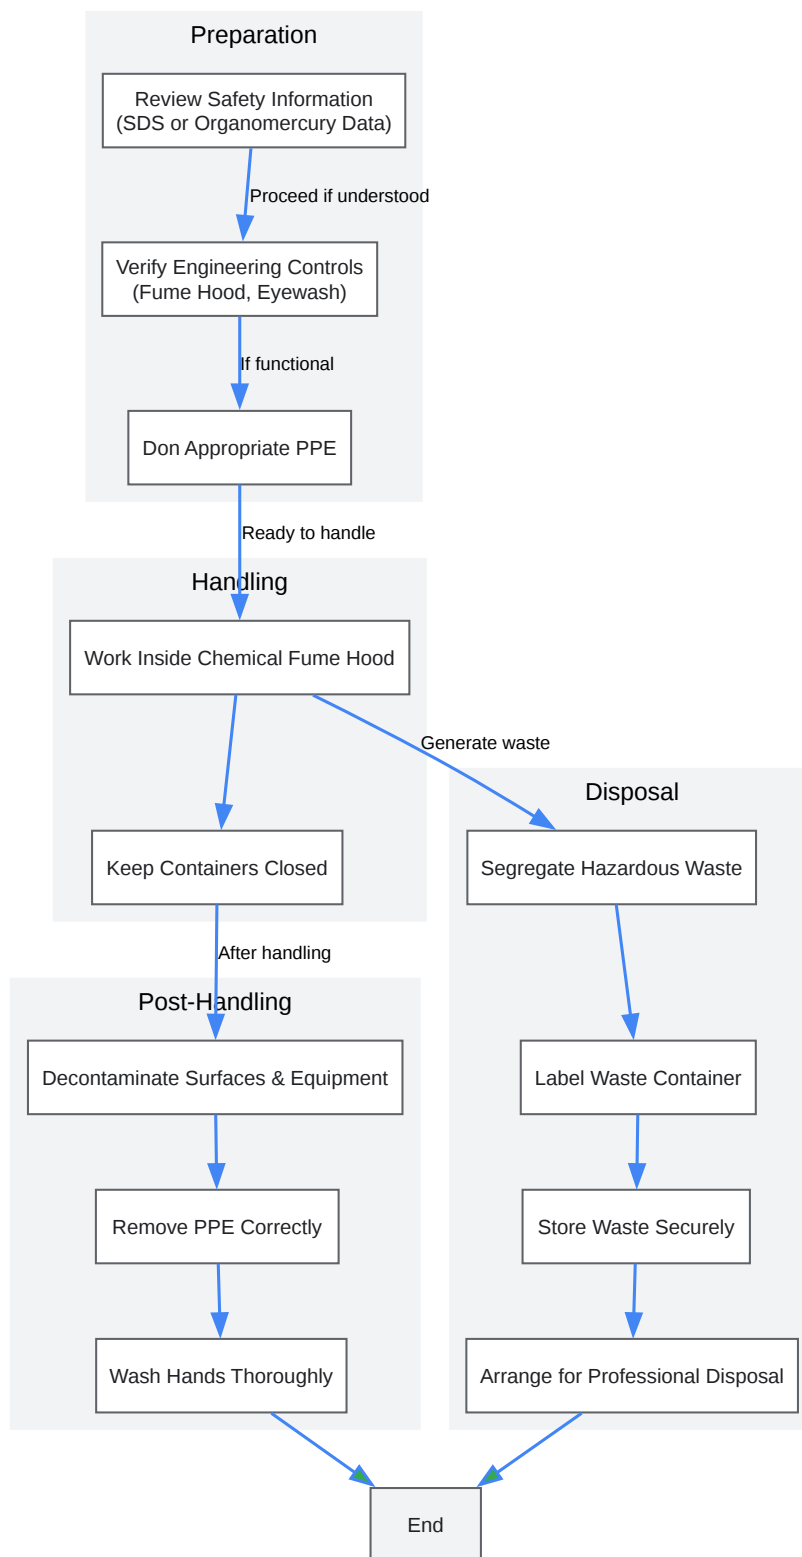 Preparation
Review Safety Information
(SDS or Organomercury Data)
Proceed if understood
Verify Engineering Controls
(Fume Hood, Eyewash)
If functional
Don Appropriate PPE
Ready to handle
Handling
Work Inside Chemical Fume Hood
Generate waste
Keep Containers Closed
After handling
Post-Handling
Decontaminate Surfaces & Equipment
Remove PPE Correctly
Wash Hands Thoroughly
Disposal
Segregate Hazardous Waste
Label Waste Container
Store Waste Securely
Arrange for Professional Disposal
End